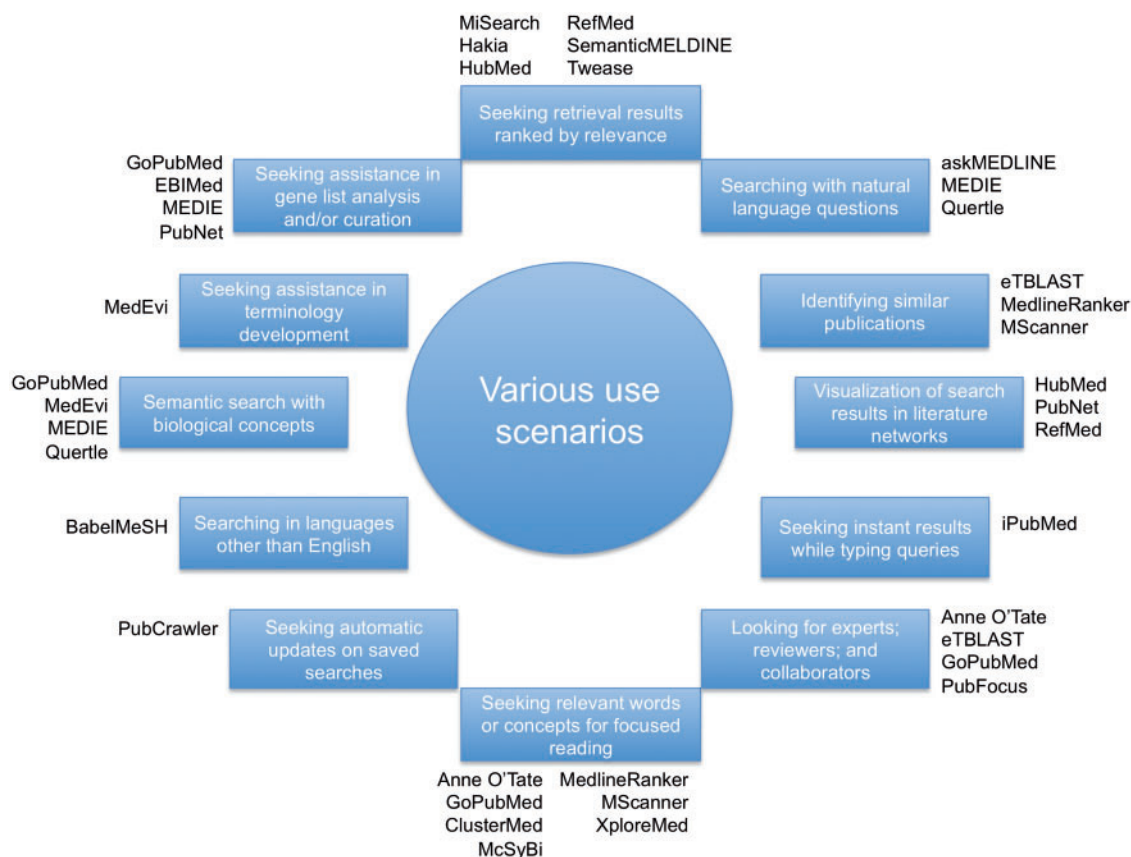 MiSearch
Hakia
HubMed
RefMed
SemanticMELDINE
Twease
Seeking retrieval results
ranked by relevance
GoPubMed
EBIMed
MEDIE
PubNet
Seeking assistance in
gene list analysis
and/or curation
Searching with natural
language questions
askMEDLINE
MEDIE
Quertle
MedEvi
Seeking assistance in
terminology
development
Identifying similar
publications
eTBLAST
MedlineRanker
MScanner
GoPubMed
MedEvi
MEDIE
Quertle
Semantic search with
biological concepts
Various use
scenarios
Visualization of search
results in literature
networks
HubMed
PubNet
RefMed
BabelMeSH
Searching in languages
other than English
Seeking instant results
while typing queries
iPubMed
PubCrawler
Seeking automatic
updates on saved
searches
Looking for experts;
reviewers; and
collaborators
Anne O'Tate
eTBLAST
GoPubMed
PubFocus
Seeking relevant words
or concepts for focused
reading
Anne O'Tate
GoPubMed
ClusterMed
McSyBi
MedlineRanker
MScanner
XploreMed